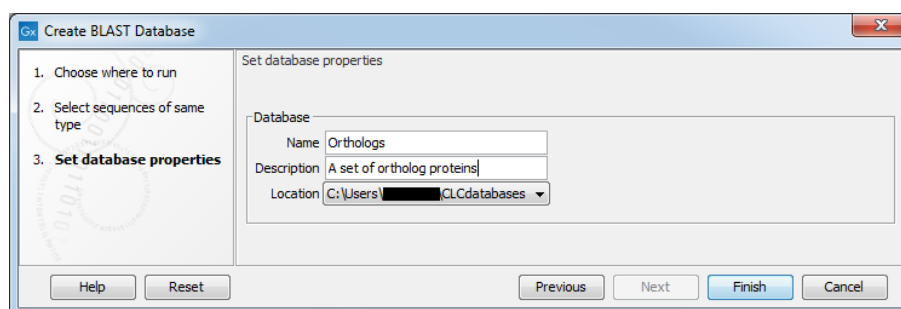 Gx Create BLAST Database
1. Choose where to run
2. Select sequences of same
type
3. Set database properties
Set database properties
Database
Name Orthologs
Description A set of ortholog proteins
Location C:\Users\ \CLCdatabases
Help Reset Previous Next Finish Cancel